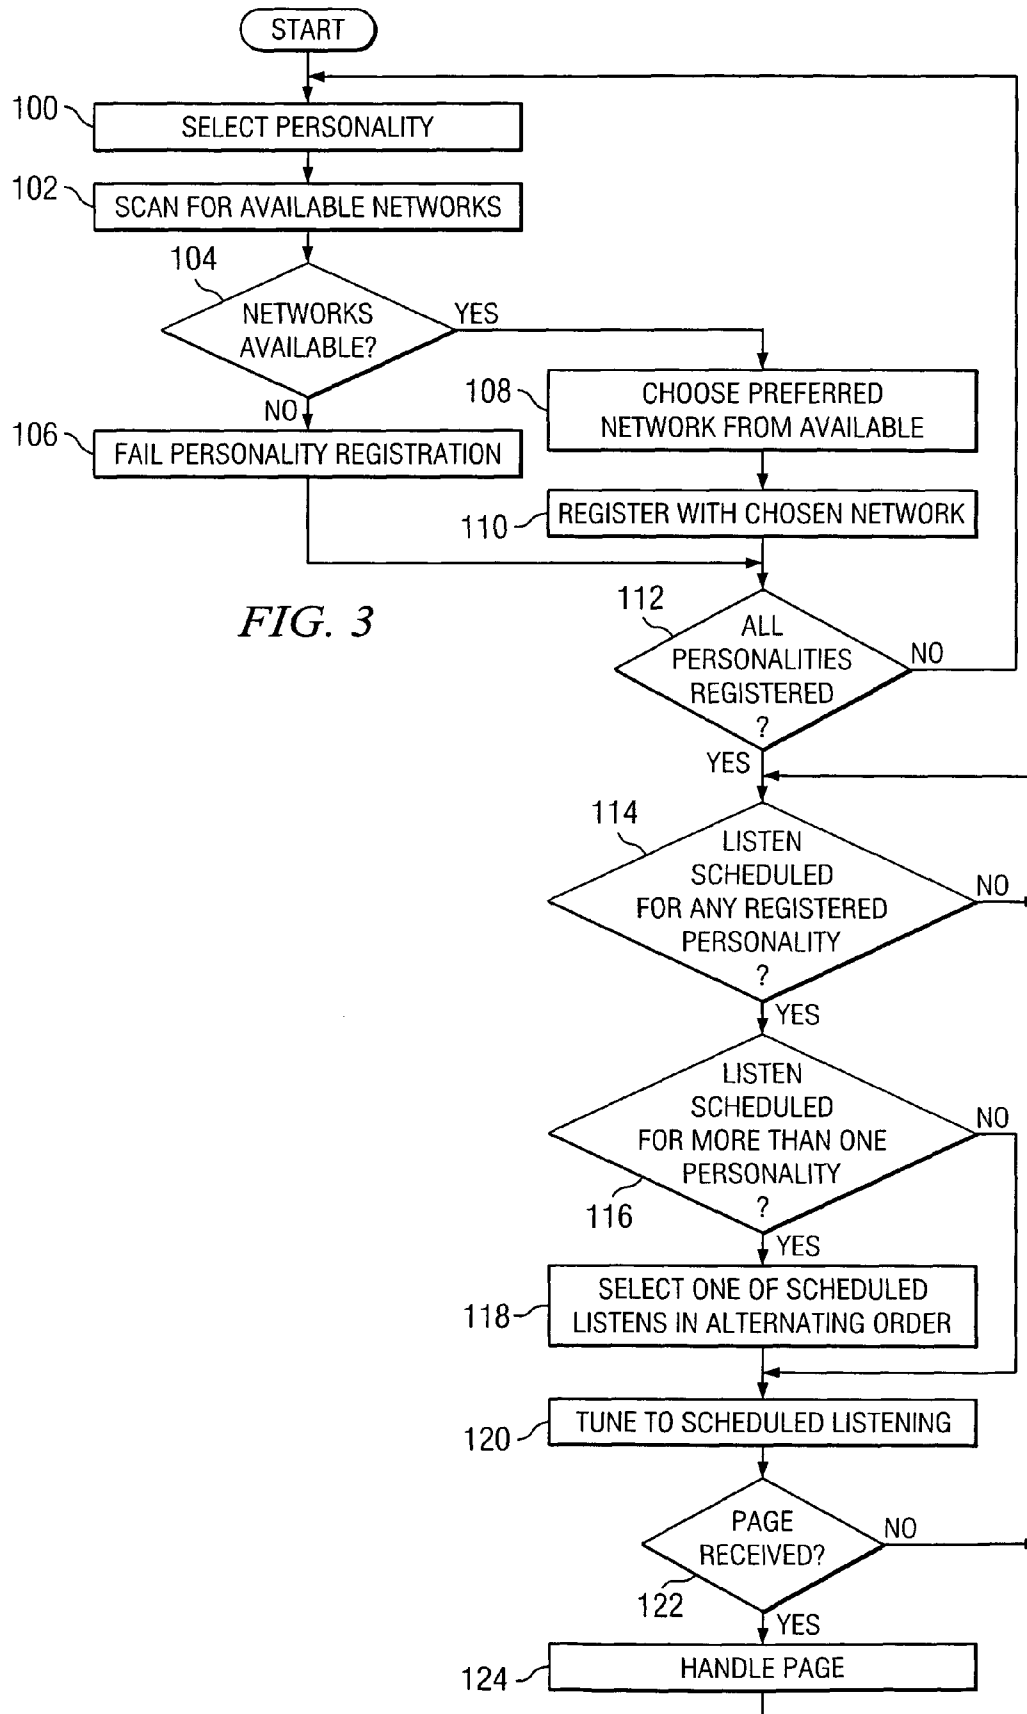 START
100
SELECT PERSONALITY
102
SCAN FOR AVAILABLE NETWORKS
104
NETWORKS
AVAILABLE?
YES
NO
108
CHOOSE PREFERRED
NETWORK FROM AVAILABLE
106
FAIL PERSONALITY REGISTRATION
110
REGISTER WITH CHOSEN NETWORK
FIG. 3
112
ALL
PERSONALITIES
REGISTERED
?
NO
YES
114
LISTEN
SCHEDULED
FOR ANY REGISTERED
PERSONALITY
?
NO
YES
LISTEN
SCHEDULED
FOR MORE THAN ONE
PERSONALITY
?
NO
116
YES
118
SELECT ONE OF SCHEDULED
LISTENS IN ALTERNATING ORDER
120
TUNE TO SCHEDULED LISTENING
PAGE
RECEIVED?
NO
122
YES
124
HANDLE PAGE